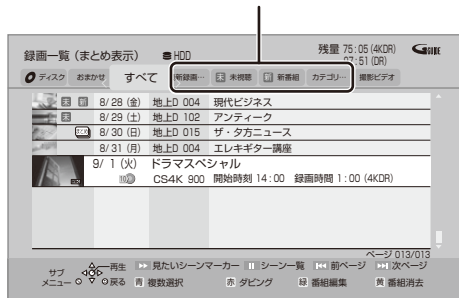 録画一覧(まとめ表示) HDD 残量 75:05(4KDR)
07:51(DR)
ディスク おまかせ すべて 新録画… 未 未視聴 新 新番組 カテゴリ… 撮影ビデオ
未 新 8/28(金) 地上D 004 現代ビジネス
未 8/29(土) 地上D 102 アンティーク
8/30(日) 地上D 015 ザ・夕方ニュース
8/31(月) 地上D 004 エレキギター講座
9/ 1(火) ドラマスペシャル
CS4K 900 開始時刻 14:00 録画時間 1:00(4KDR)
ページ 013/013
サブメニュー 再生 見たいシーンマーカー シーン一覧 前ページ 次ページ
戻る 青 複数選択 赤 ダビング 緑 番組編集 黄 番組消去